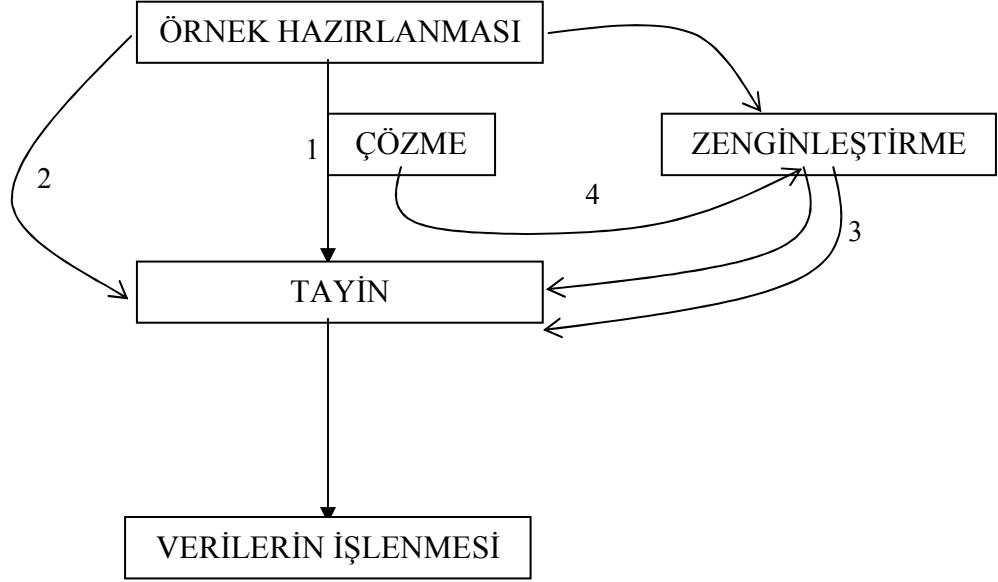 ÖRNEK HAZIRLANMASI
1
ÇÖZME
ZENGİNLEŞTİRME
2
4
3
TAYİN
VERİLERİN İŞLENMESİ